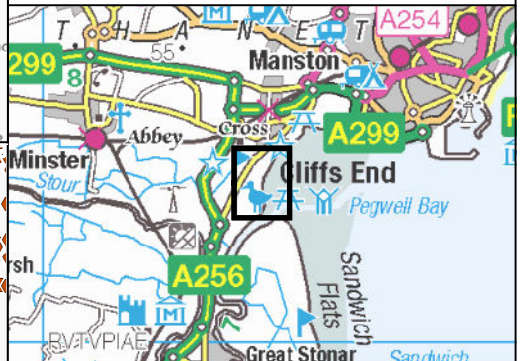 A254
T H A N E T
55
299
8
Manston
Cross
A299
Abbey
Minster
Cliffs End
Stour
Pegwell Bay
rsh
A256
Sandwich
Flats
RVTVPIAE
Great Stonar
Sandwich